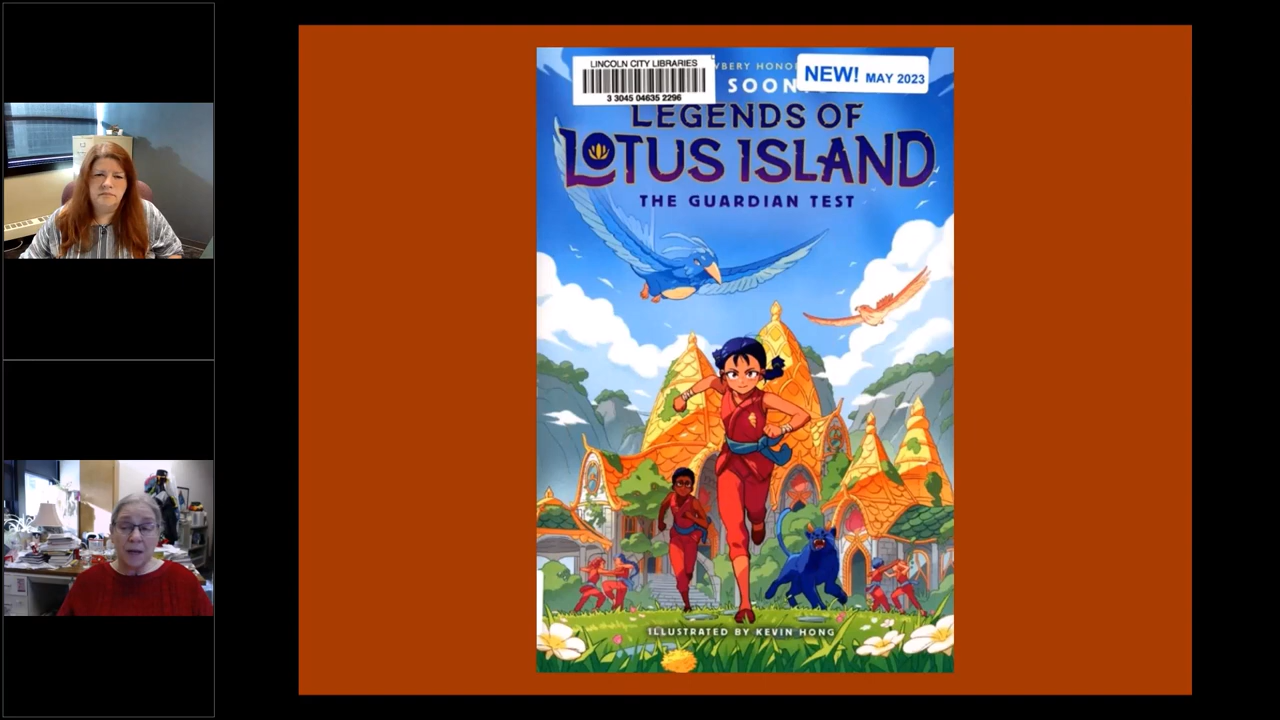 LINCOLN CITY LIBRARIES
3 3045 04635 2296
NEW! MAY 2023
LEGENDS OF
LOTUS ISLAND
THE GUARDIAN TEST
ILLUSTRATED BY KEVIN HONG